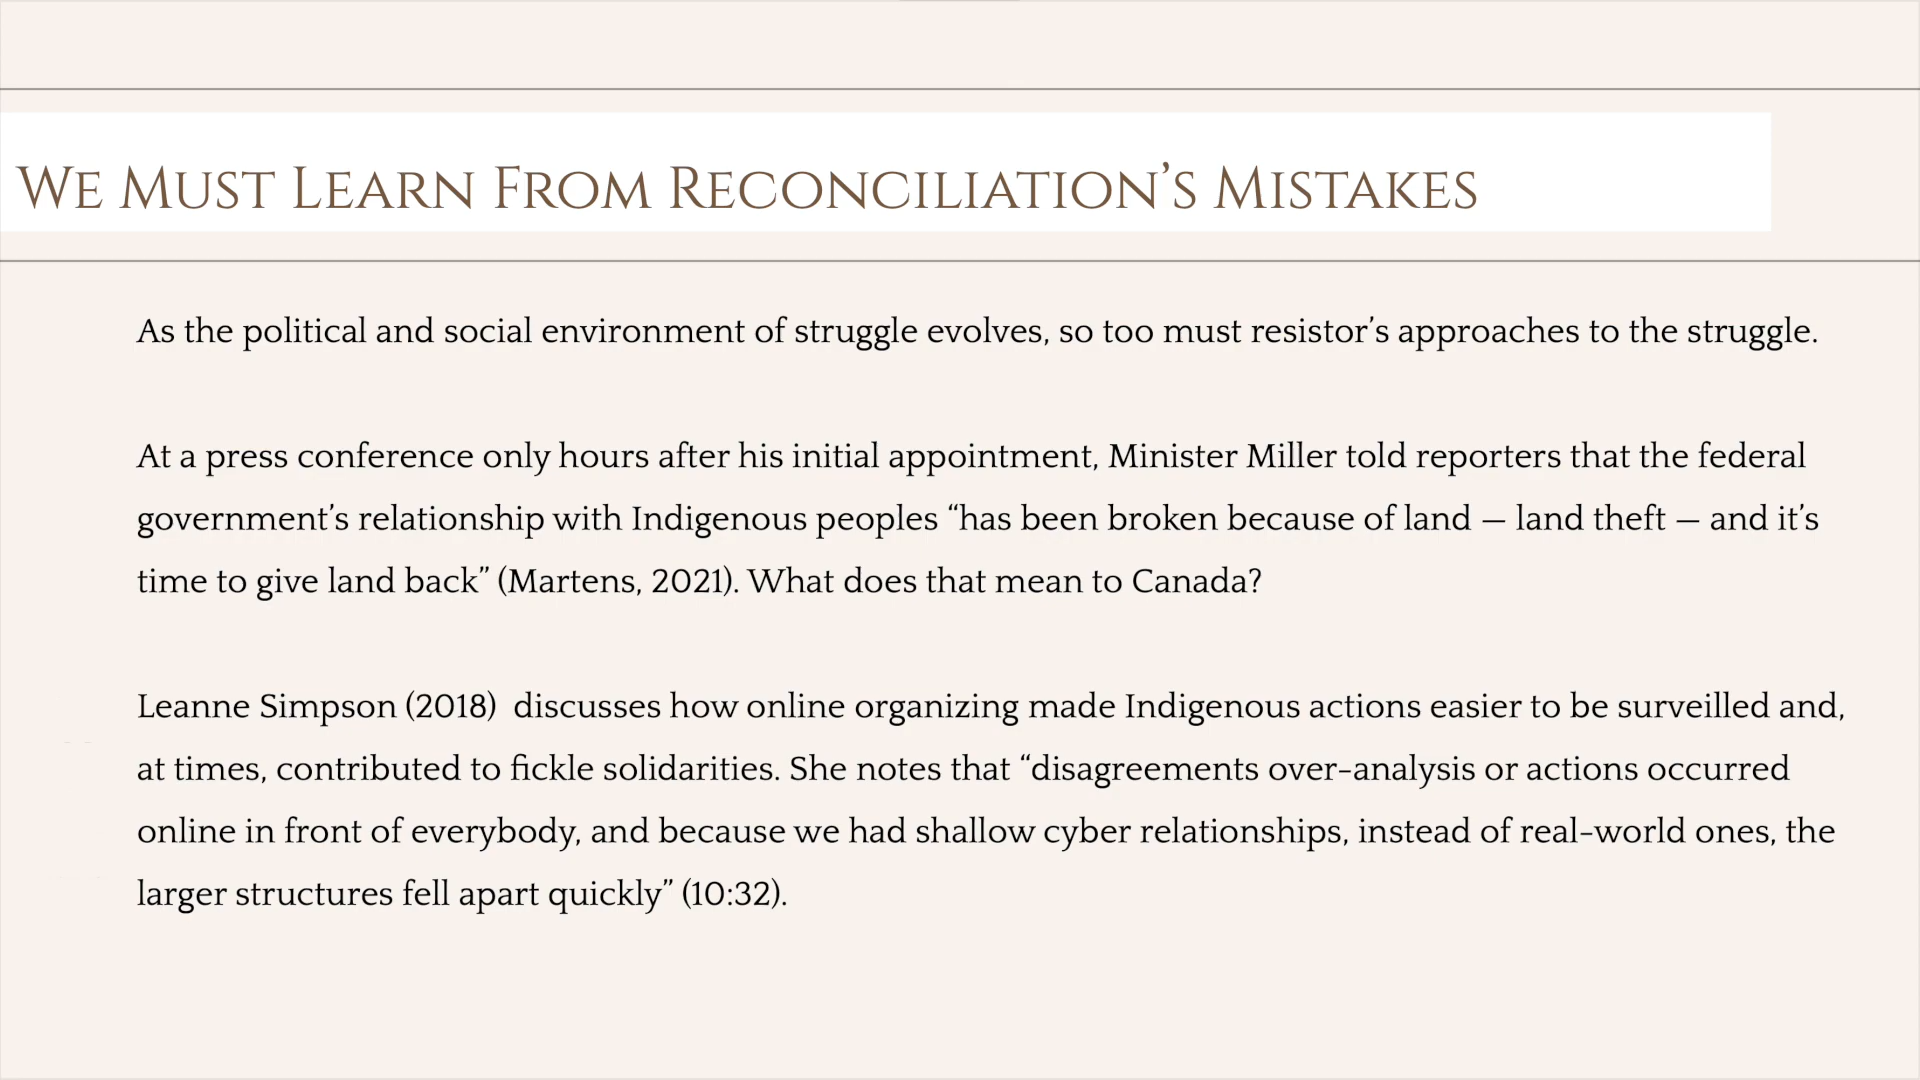 We Must Learn From Reconciliation’s Mistakes
As the political and social environment of struggle evolves, so too must resistor’s approaches to the struggle.
At a press conference only hours after his initial appointment, Minister Miller told reporters that the federal
government’s relationship with Indigenous peoples “has been broken because of land — land theft — and it’s
time to give land back” (Martens, 2021). What does that mean to Canada?
Leanne Simpson (2018)  discusses how online organizing made Indigenous actions easier to be surveilled and,
at times, contributed to fickle solidarities. She notes that “disagreements over-analysis or actions occurred
online in front of everybody, and because we had shallow cyber relationships, instead of real-world ones, the
larger structures fell apart quickly” (10:32).